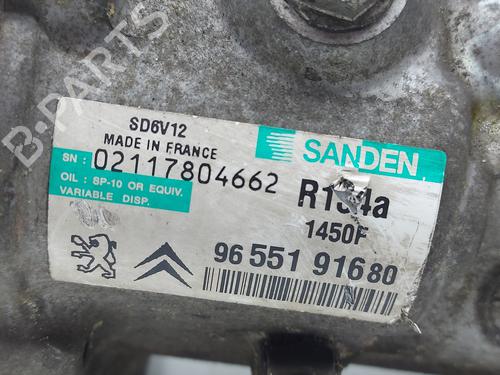 SANDEN
SD6V12
MADE IN FRANCE
SN: 02117804662
OIL : SP-10 OR EQUIV.
VARIABLE DISP.
SANDEN
R134a
1450F
96 551 916 80
B-PARTS